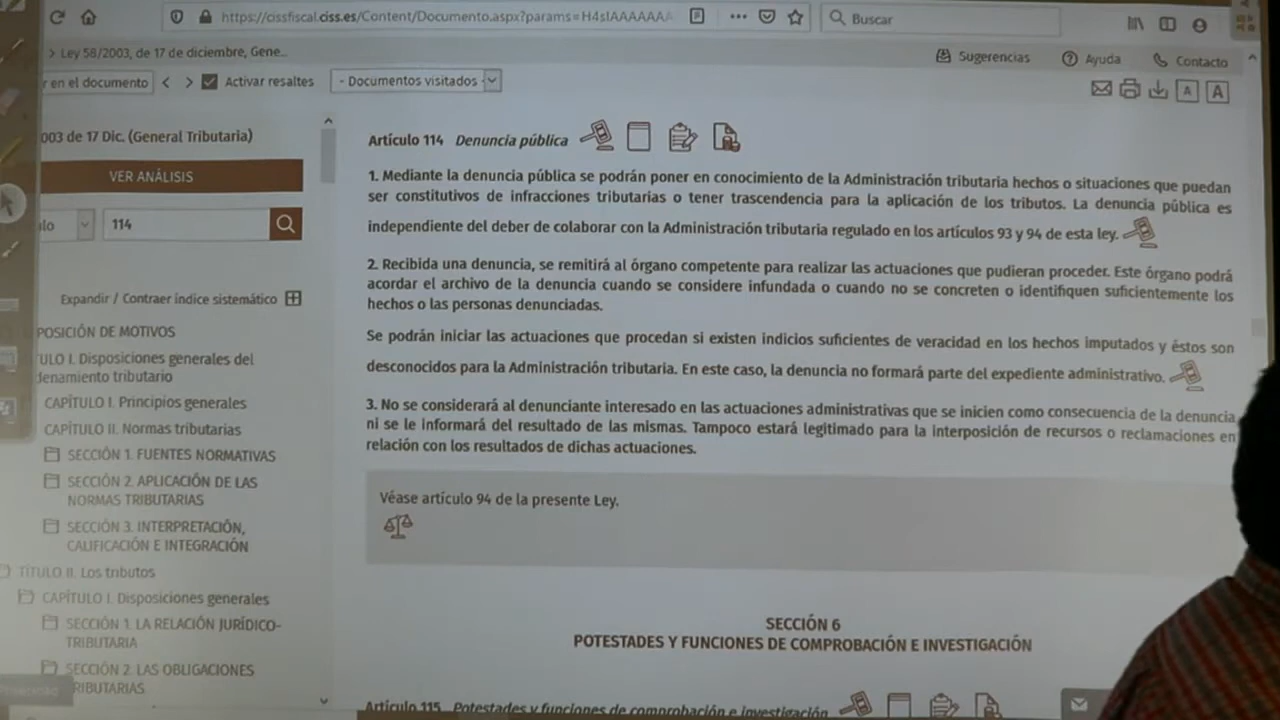 https://cissfiscal.ciss.es/Content/Documento.aspx?params=H4sIAAAAAAA
Buscar
> Ley 58/2003, de 17 de diciembre, Gene...
Sugerencias
Ayuda
Contacto
r en el documento
Activar resaltes
- Documentos visitados -
A
A
003 de 17 Dic. (General Tributaria)
VER ANÁLISIS
lo
114
Expandir / Contraer índice sistemático
POSICIÓN DE MOTIVOS
ULO I. Disposiciones generales del
denamiento tributario
CAPÍTULO I. Principios generales
CAPÍTULO II. Normas tributarias
SECCIÓN 1. FUENTES NORMATIVAS
SECCIÓN 2. APLICACIÓN DE LAS
NORMAS TRIBUTARIAS
SECCIÓN 3. INTERPRETACIÓN,
CALIFICACIÓN E INTEGRACIÓN
TÍTULO II. Los tributos
CAPÍTULO I. Disposiciones generales
SECCIÓN 1. LA RELACIÓN JURÍDICO-
TRIBUTARIA
SECCIÓN 2. LAS OBLIGACIONES
RIBUTARIAS
Artículo 114 Denuncia pública
1. Mediante la denuncia pública se podrán poner en conocimiento de la Administración tributaria hechos o situaciones que puedan
ser constitutivos de infracciones tributarias o tener trascendencia para la aplicación de los tributos. La denuncia pública es
independiente del deber de colaborar con la Administración tributaria regulado en los artículos 93 y 94 de esta ley.
2. Recibida una denuncia, se remitirá al órgano competente para realizar las actuaciones que pudieran proceder. Este órgano podrá
acordar el archivo de la denuncia cuando se considere infundada o cuando no se concreten o identifiquen suficientemente los
hechos o las personas denunciadas.
Se podrán iniciar las actuaciones que procedan si existen indicios suficientes de veracidad en los hechos imputados y éstos son
desconocidos para la Administración tributaria. En este caso, la denuncia no formará parte del expediente administrativo.
3. No se considerará al denunciante interesado en las actuaciones administrativas que se inicien como consecuencia de la denuncia
ni se le informará del resultado de las mismas. Tampoco estará legitimado para la interposición de recursos o reclamaciones en
relación con los resultados de dichas actuaciones.
Véase artículo 94 de la presente Ley.
SECCIÓN 6
POTESTADES Y FUNCIONES DE COMPROBACIÓN E INVESTIGACIÓN
Artículo 115 Potestades y funciones de comprobación e investigación